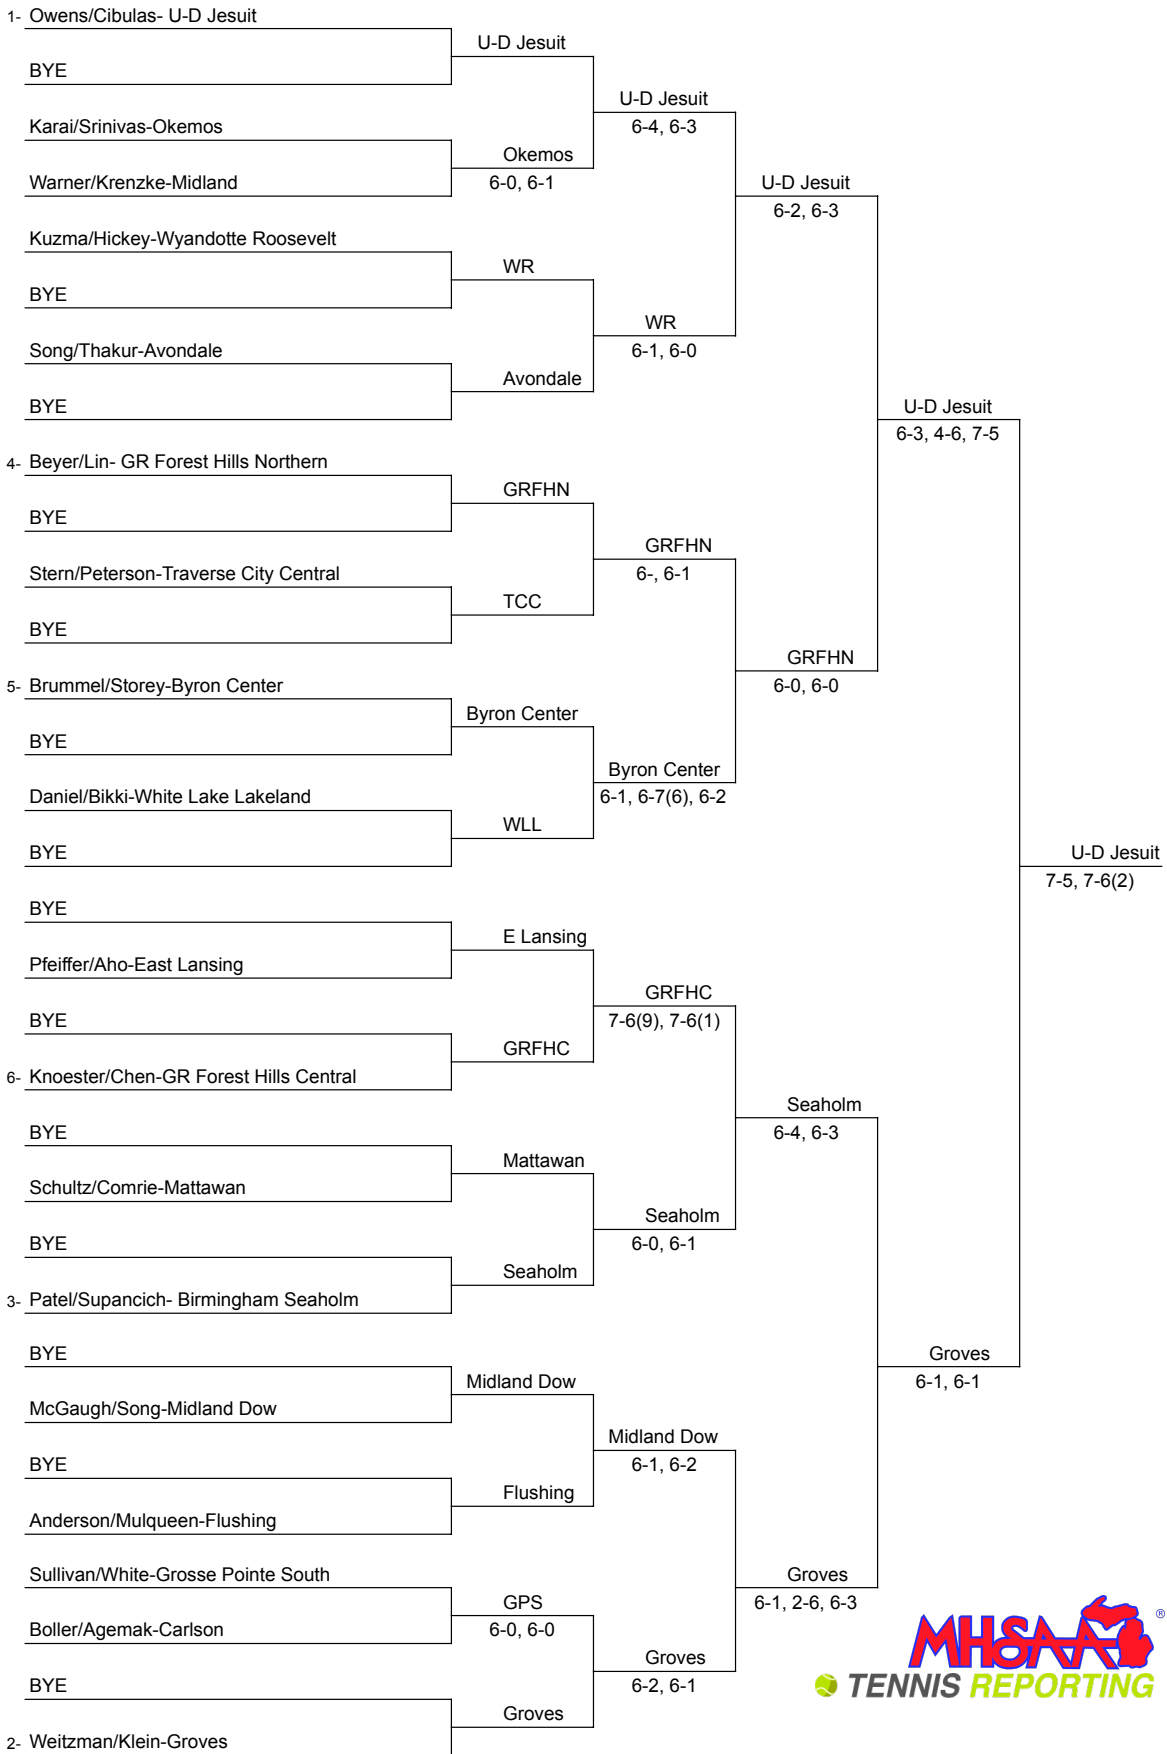 1- Owens/Cibulas- U-D Jesuit
U-D Jesuit
BYE
U-D Jesuit
Karai/Srinivas-Okemos
6-4, 6-3
Okemos
Warner/Krenzke-Midland
6-0, 6-1
U-D Jesuit
6-2, 6-3
Kuzma/Hickey-Wyandotte Roosevelt
WR
BYE
WR
Song/Thakur-Avondale
6-1, 6-0
Avondale
BYE
U-D Jesuit
6-3, 4-6, 7-5
4- Beyer/Lin- GR Forest Hills Northern
GRFHN
BYE
GRFHN
Stern/Peterson-Traverse City Central
6-, 6-1
TCC
BYE
GRFHN
5- Brummel/Storey-Byron Center
6-0, 6-0
Byron Center
BYE
Byron Center
Daniel/Bikki-White Lake Lakeland
6-1, 6-7(6), 6-2
WLL
BYE
U-D Jesuit
7-5, 7-6(2)
BYE
E Lansing
Pfeiffer/Aho-East Lansing
GRFHC
BYE
7-6(9), 7-6(1)
GRFHC
6- Knoester/Chen-GR Forest Hills Central
Seaholm
BYE
6-4, 6-3
Mattawan
Schultz/Comrie-Mattawan
Seaholm
BYE
6-0, 6-1
Seaholm
3- Patel/Supancich- Birmingham Seaholm
BYE
Groves
6-1, 6-1
Midland Dow
McGaugh/Song-Midland Dow
Midland Dow
BYE
6-1, 6-2
Flushing
Anderson/Mulqueen-Flushing
Sullivan/White-Grosse Pointe South
Groves
6-1, 2-6, 6-3
GPS
Boller/Agemak-Carlson
6-0, 6-0
Groves
BYE
6-2, 6-1
Groves
2- Weitzman/Klein-Groves
MHSAA®
TENNIS REPORTING